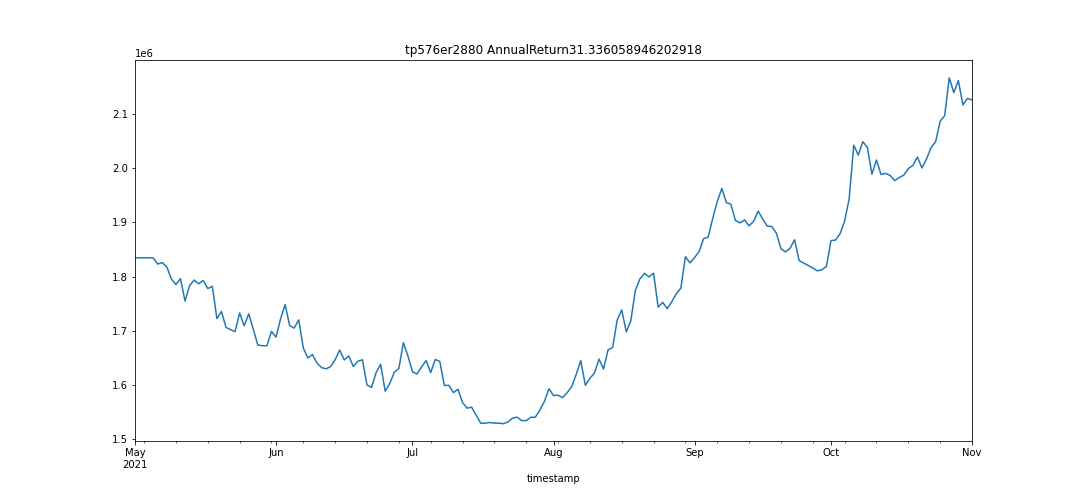 tp576er2880 AnnualReturn31.336058946202918
1e6
2.1
2.0
1.9
1.8
1.7
1.6
1.5
May Jun Jul Aug Sep Oct Nov
2021
timestamp